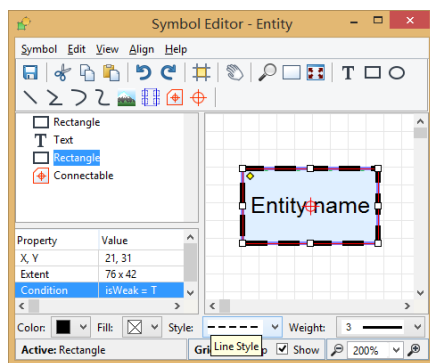 Symbol Editor - Entity
Symbol Edit View Align Help
Rectangle
Text
Rectangle
Connectable
Entity name
Property Value
X, Y 21, 31
Extent 76 x 42
Condition isWeak = T
Color: Fill: Style: Weight: 3
Line Style
Active: Rectangle Gri p Show 200%